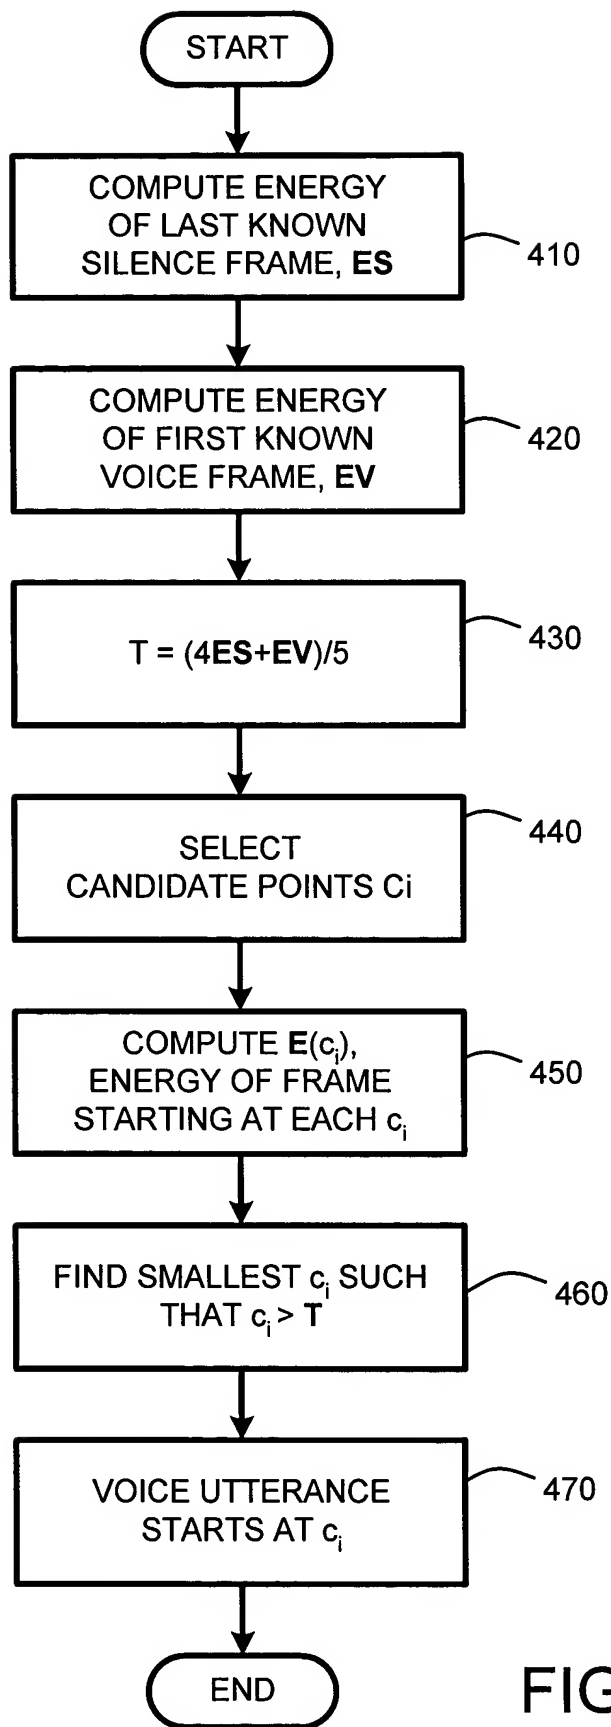 START
COMPUTE ENERGY
OF LAST KNOWN
SILENCE FRAME, ES
410
COMPUTE ENERGY
OF FIRST KNOWN
VOICE FRAME, EV
420
T = (4ES+EV)/5
430
SELECT
CANDIDATE POINTS Ci
440
COMPUTE E(ci),
ENERGY OF FRAME
STARTING AT EACH ci
450
FIND SMALLEST ci SUCH
THAT ci > T
460
VOICE UTTERANCE
STARTS AT ci
470
END
FIG